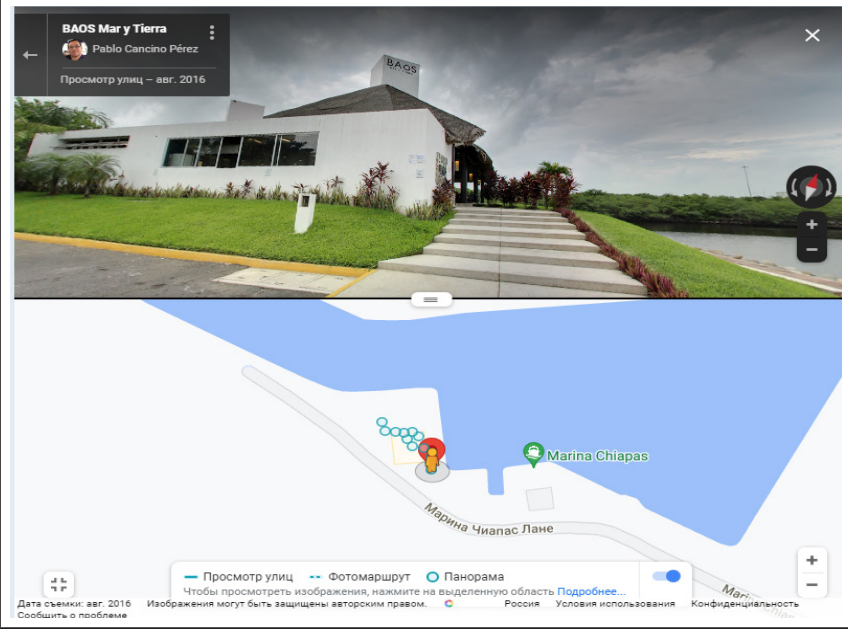 BAOS Mar y Tierra
Pablo Cancino Pérez
Просмотр улиц – авг. 2016
BAOS
Marina Chiapas
Марина Чиапас Лане
Просмотр улиц Фотомаршрут Панорама
Чтобы просмотреть изображения, нажмите на выделенную область Подробнее...
Дата съемки: авг. 2016 Изображения могут быть защищены авторским правом. Россия Условия использования Конфиденциальность
Сообщить о проблеме